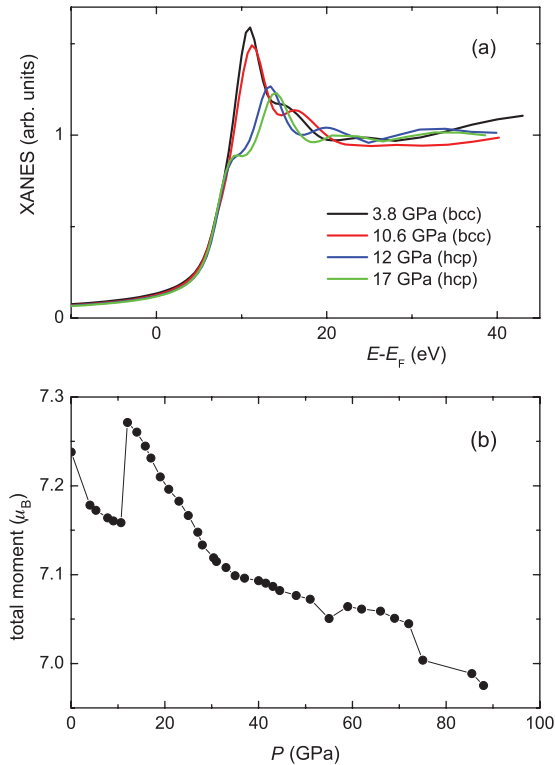 (a)
XANES (arb. units)
1
0
3.8 GPa (bcc)
10.6 GPa (bcc)
12 GPa (hcp)
17 GPa (hcp)
0 20 40
E-E_F (eV)
7.3
(b)
7.2
total moment (μ_B)
7.1
7.0
0 20 40 60 80 100
P (GPa)